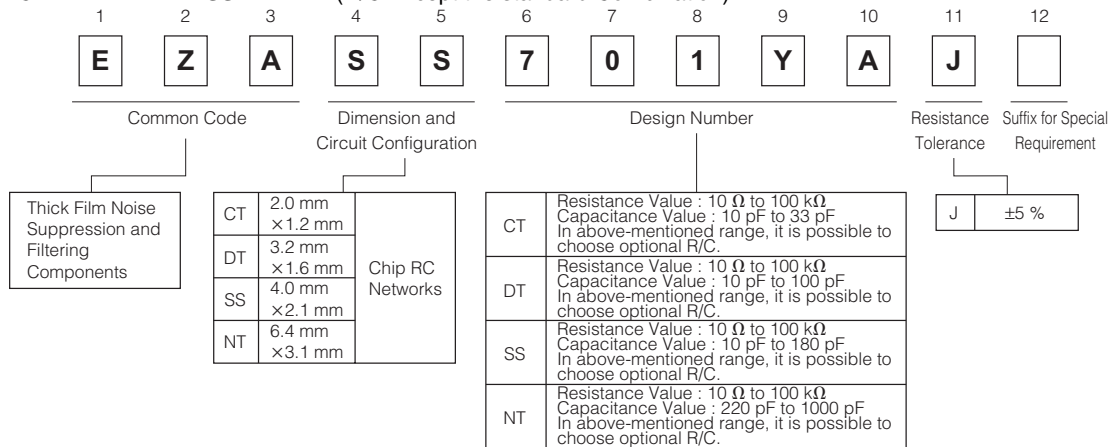 1 2 3 4 5 6 7 8 9 10 11 12
E Z A S S 7 0 1 Y A J
Common Code
Dimension and
Circuit Configuration
Design Number
Resistance
Tolerance
Suffix for Special
Requirement
Thick Film Noise
Suppression and
Filtering
Components
CT 2.0 mm
×1.2 mm
DT 3.2 mm
×1.6 mm
SS 4.0 mm
×2.1 mm
NT 6.4 mm
×3.1 mm
Chip RC
Networks
CT
Resistance Value : 10 Ω to 100 kΩ
Capacitance Value : 10 pF to 33 pF
In above-mentioned range, it is possible to
choose optional R/C.
DT
Resistance Value : 10 Ω to 100 kΩ
Capacitance Value : 10 pF to 100 pF
In above-mentioned range, it is possible to
choose optional R/C.
SS
Resistance Value : 10 Ω to 100 kΩ
Capacitance Value : 10 pF to 180 pF
In above-mentioned range, it is possible to
choose optional R/C.
NT
Resistance Value : 10 Ω to 100 kΩ
Capacitance Value : 220 pF to 1000 pF
In above-mentioned range, it is possible to
choose optional R/C.
J ±5 %